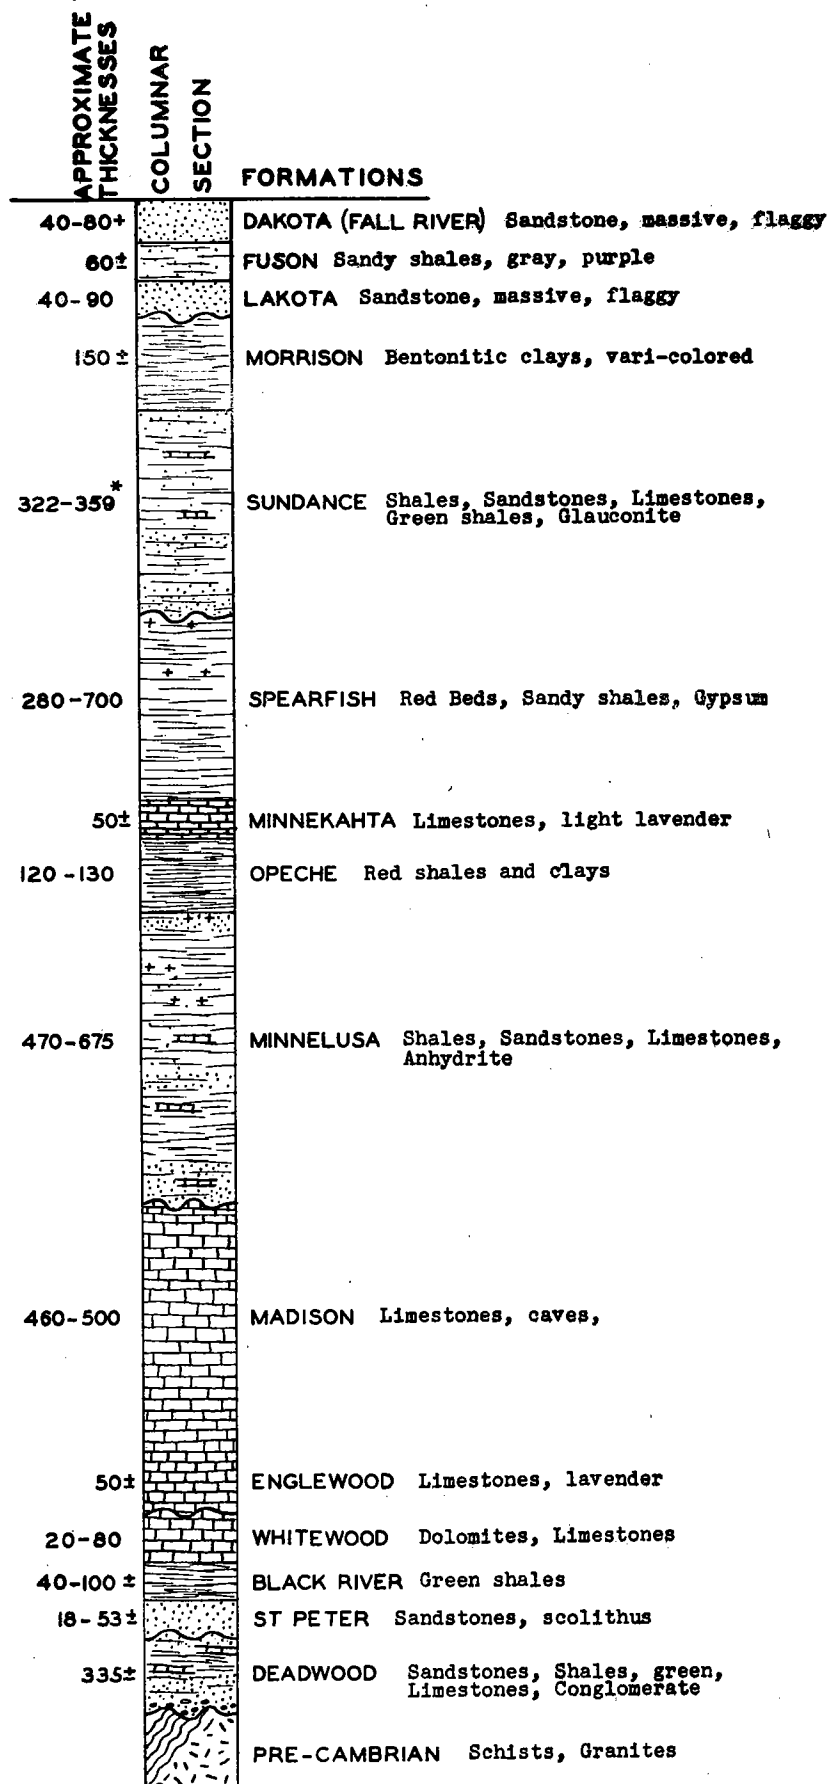 APPROXIMATE
THICKNESSES
COLUMNAR
SECTION
FORMATIONS
40-80+ DAKOTA (FALL RIVER) Sandstone, massive, flaggy
60± FUSON Sandy shales, gray, purple
40-90 LAKOTA Sandstone, massive, flaggy
150± MORRISON Bentonitic clays, vari-colored
322-359* SUNDANCE Shales, Sandstones, Limestones,
Green shales, Glauconite
280-700 SPEARFISH Red Beds, Sandy shales, Gypsum
50± MINNEKAHTA Limestones, light lavender
120-130 OPECHE Red shales and clays
470-675 MINNELUSA Shales, Sandstones, Limestones,
Anhydrite
460-500 MADISON Limestones, caves,
50± ENGLEWOOD Limestones, lavender
20-80 WHITEWOOD Dolomites, Limestones
40-100± BLACK RIVER Green shales
18-53± ST PETER Sandstones, scolithus
335± DEADWOOD Sandstones, Shales, green,
Limestones, Conglomerate
PRE-CAMBRIAN Schists, Granites